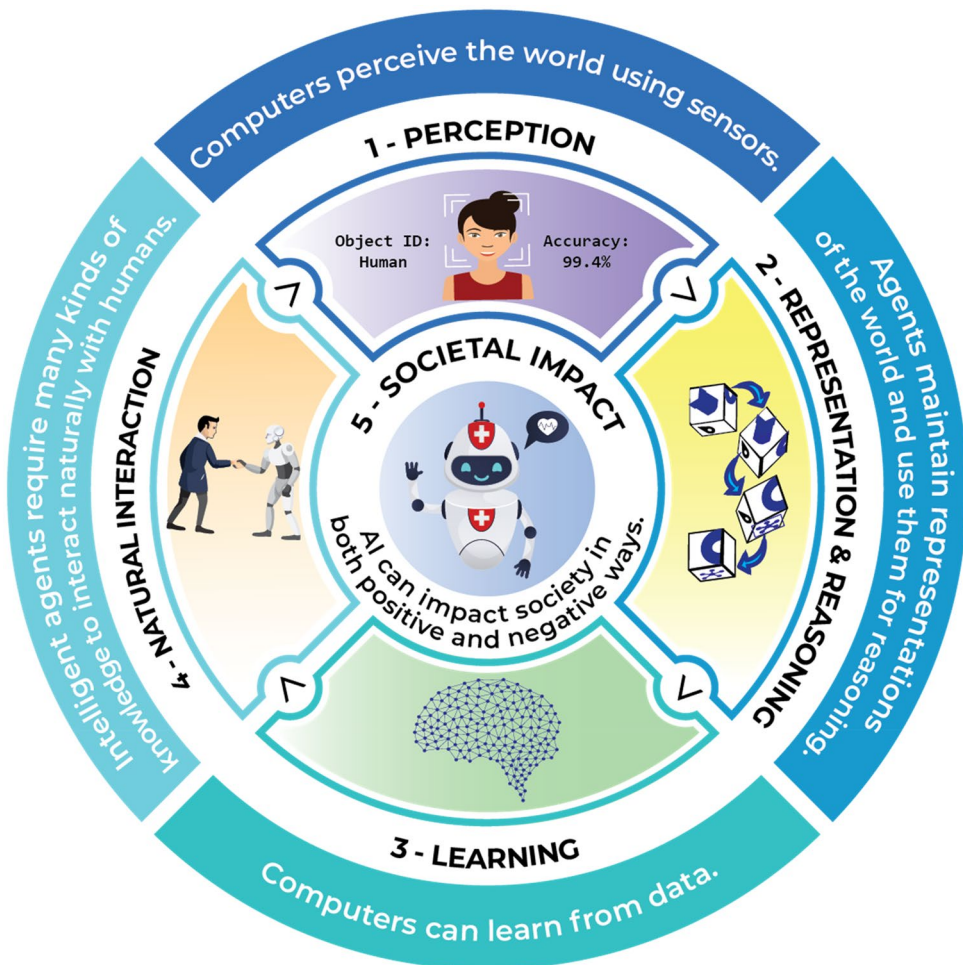 Computers perceive the world using sensors.
1 - PERCEPTION
Object ID:
Human
Accuracy:
99.4%
2 - REPRESENTATION & REASONING
Agents maintain representations
of the world and use them for reasoning.
3 - LEARNING
Computers can learn from data.
4 - NATURAL INTERACTION
Intelligent agents require many kinds of
knowledge to interact naturally with humans.
5 - SOCIETAL IMPACT
AI can impact society in
both positive and negative ways.